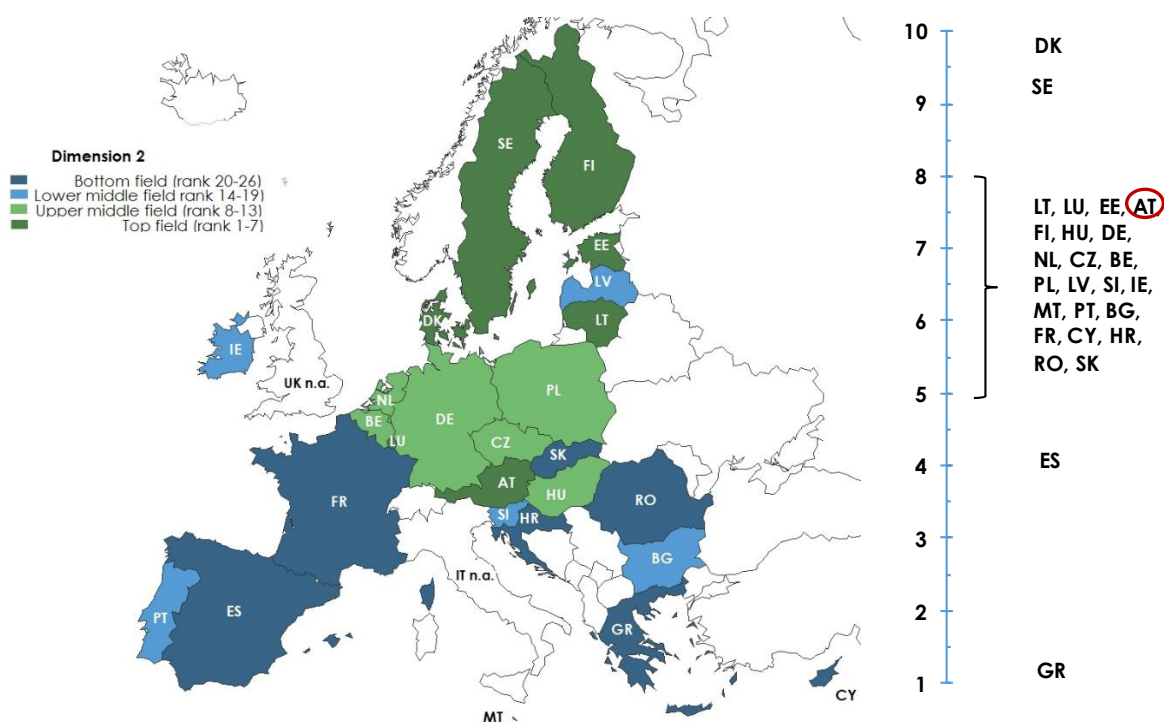 Dimension 2
Bottom field (rank 20-26)
Lower middle field rank 14-19)
Upper middle field (rank 8-13)
Top field (rank 1-7)
SE
FI
EE
LV
LT
DK
IE
UK n.a.
NL
BE
LU
DE
PL
CZ
SK
AT
HU
FR
SI
HR
RO
BG
IT n.a.
PT
ES
GR
MT
CY
10
9
8
7
6
5
4
3
2
1
DK
SE
LT, LU, EE, AT,
FI, HU, DE,
NL, CZ, BE,
PL, LV, SI, IE,
MT, PT, BG,
FR, CY, HR,
RO, SK
ES
GR